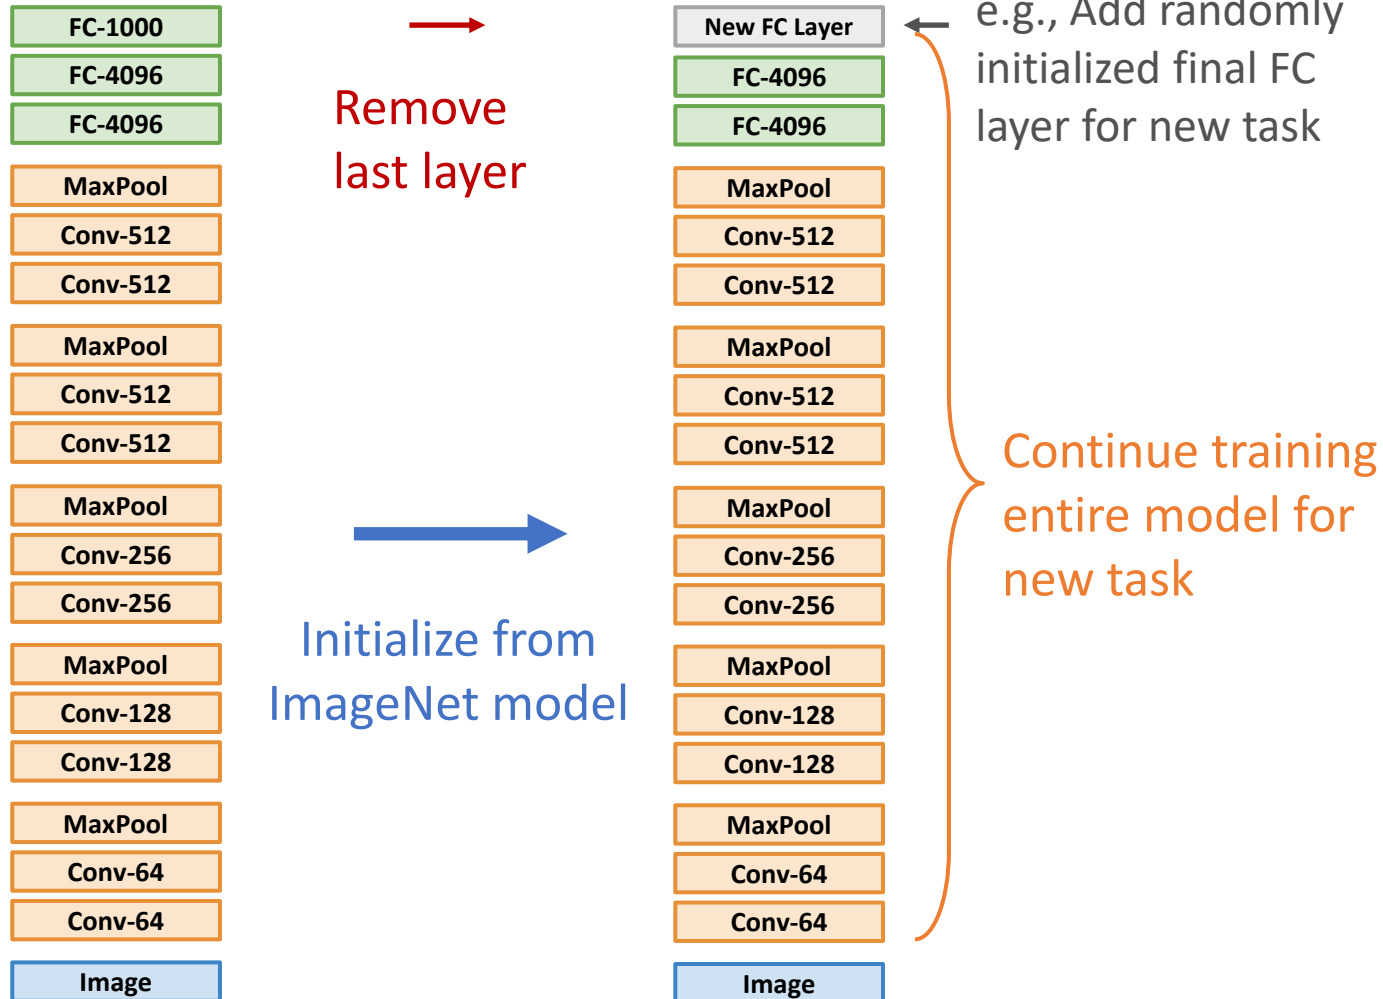 FC-1000
FC-4096
FC-4096
MaxPool
Conv-512
Conv-512
MaxPool
Conv-512
Conv-512
MaxPool
Conv-256
Conv-256
MaxPool
Conv-128
Conv-128
MaxPool
Conv-64
Conv-64
Image
Remove
last layer
Initialize from
ImageNet model
New FC Layer
FC-4096
FC-4096
MaxPool
Conv-512
Conv-512
MaxPool
Conv-512
Conv-512
MaxPool
Conv-256
Conv-256
MaxPool
Conv-128
Conv-128
MaxPool
Conv-64
Conv-64
Image
e.g., Add randomly
initialized final FC
layer for new task
Continue training
entire model for
new task